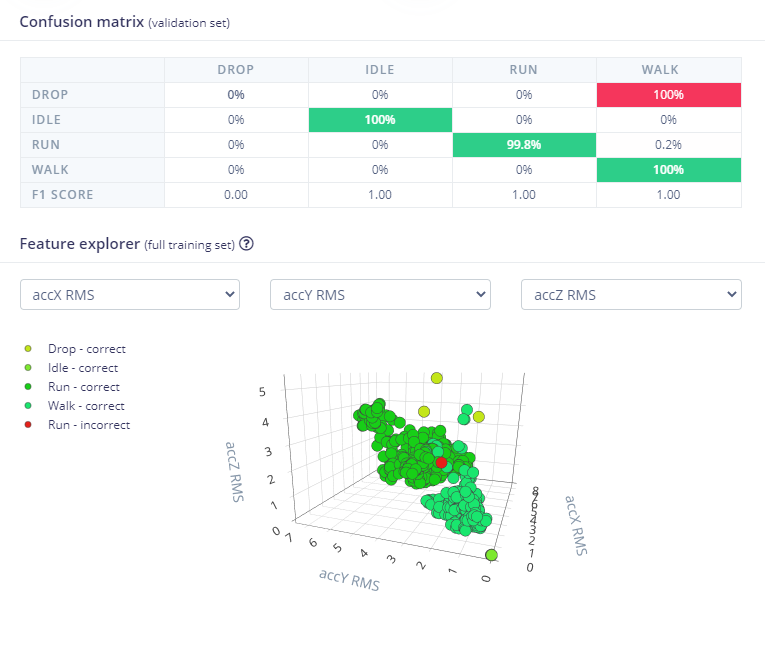 Confusion matrix (validation set)
DROP IDLE RUN WALK
DROP 0% 0% 0% 100%
IDLE 0% 100% 0% 0%
RUN 0% 0% 99.8% 0.2%
WALK 0% 0% 0% 100%
F1 SCORE 0.00 1.00 1.00 1.00
Feature explorer (full training set) ?
accX RMS accY RMS accZ RMS
Drop - correct
Idle - correct
Run - correct
Walk - correct
Run - incorrect
5
4
3
2
1
0
accZ RMS
7 6 5 4 3 2 1 0
accY RMS
8
4
3
2
1
0
accX RMS